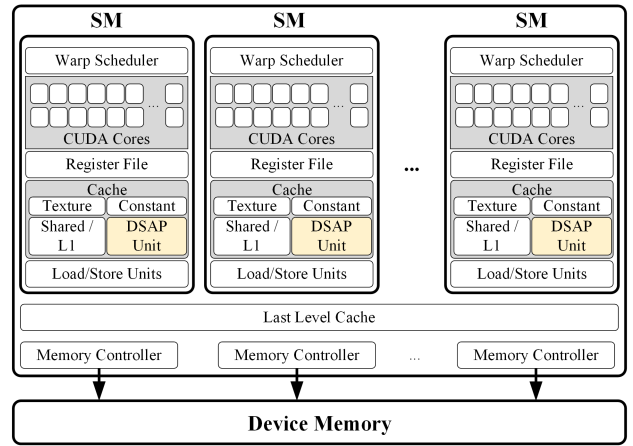 SM SM SM
Warp Scheduler Warp Scheduler Warp Scheduler
... ... ...
CUDA Cores CUDA Cores CUDA Cores
Register File Register File ... Register File
Cache Cache Cache
Texture Constant Texture Constant Texture Constant
Shared / DSAP Shared / DSAP Shared / DSAP
L1 Unit L1 Unit L1 Unit
Load/Store Units Load/Store Units Load/Store Units
Last Level Cache
Memory Controller Memory Controller ... Memory Controller
Device Memory